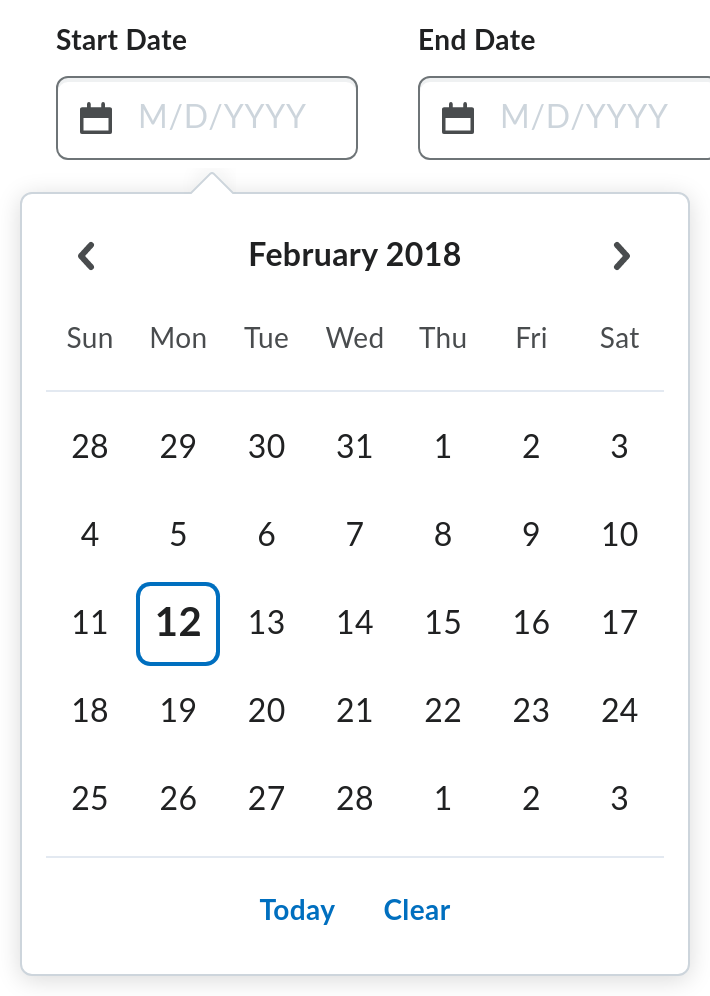 Start Date End Date
M/D/YYYY M/D/YYYY
February 2018
Sun Mon Tue Wed Thu Fri Sat
28 29 30 31 1 2 3
4 5 6 7 8 9 10
11 12 13 14 15 16 17
18 19 20 21 22 23 24
25 26 27 28 1 2 3
Today Clear